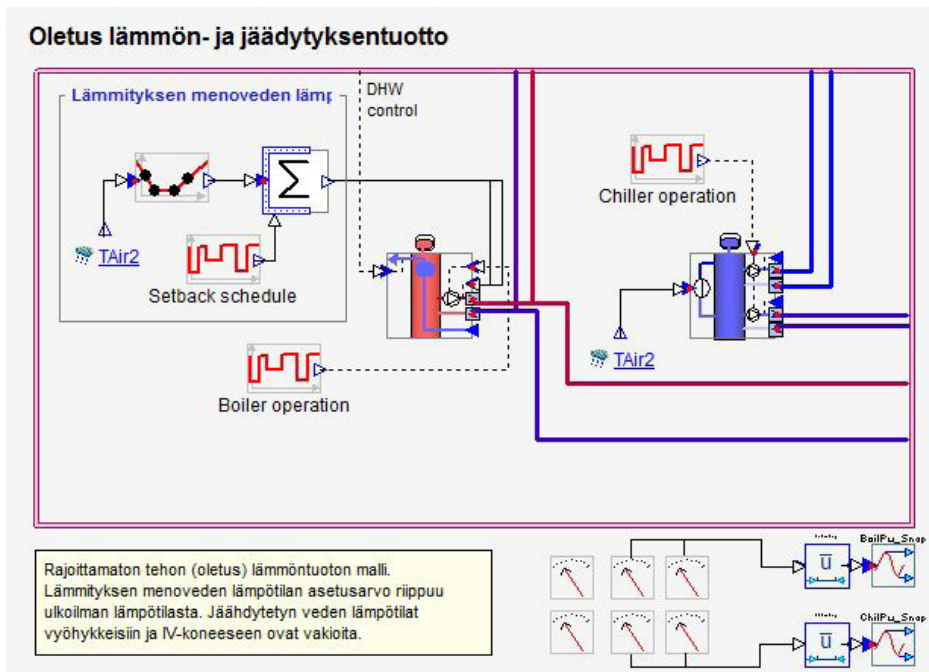 Oletus lämmön- ja jäädytyksentuotto
Lämmityksen menoveden lämp
DHW
control
TAir2
Setback schedule
Boiler operation
Chiller operation
TAir2
Rajoittamaton tehon (oletus) lämmöntuoton malli.
Lämmityksen menoveden lämpötilan asetusarvo riippuu
ulkoilman lämpötilasta. Jäähdytetyn veden lämpötilat
vyöhykkeisiin ja IV-koneeseen ovat vakioita.
BoilPu_Snap
ChilPu_Snap
Σ
ū
ū